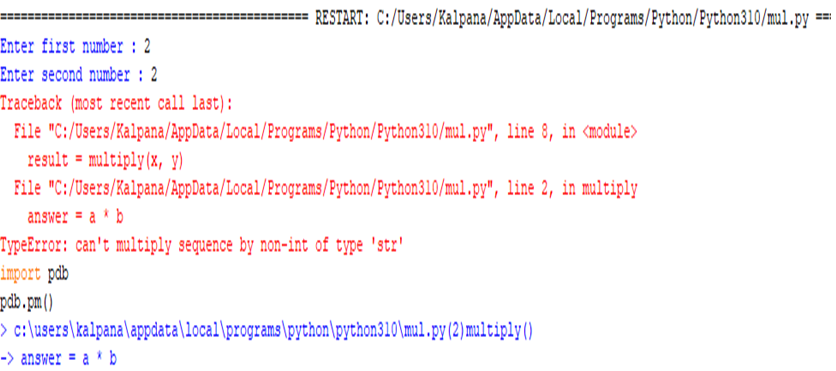 ============================================ RESTART: C:/Users/Kalpana/AppData/Local/Programs/Python/Python310/mul.py ==
Enter first number : 2
Enter second number : 2
Traceback (most recent call last):
  File "C:/Users/Kalpana/AppData/Local/Programs/Python/Python310/mul.py", line 8, in <module>
    result = multiply(x, y)
  File "C:/Users/Kalpana/AppData/Local/Programs/Python/Python310/mul.py", line 2, in multiply
    answer = a * b
TypeError: can't multiply sequence by non-int of type 'str'
import pdb
pdb.pm()
> c:\users\kalpana\appdata\local\programs\python\python310\mul.py(2)multiply()
-> answer = a * b